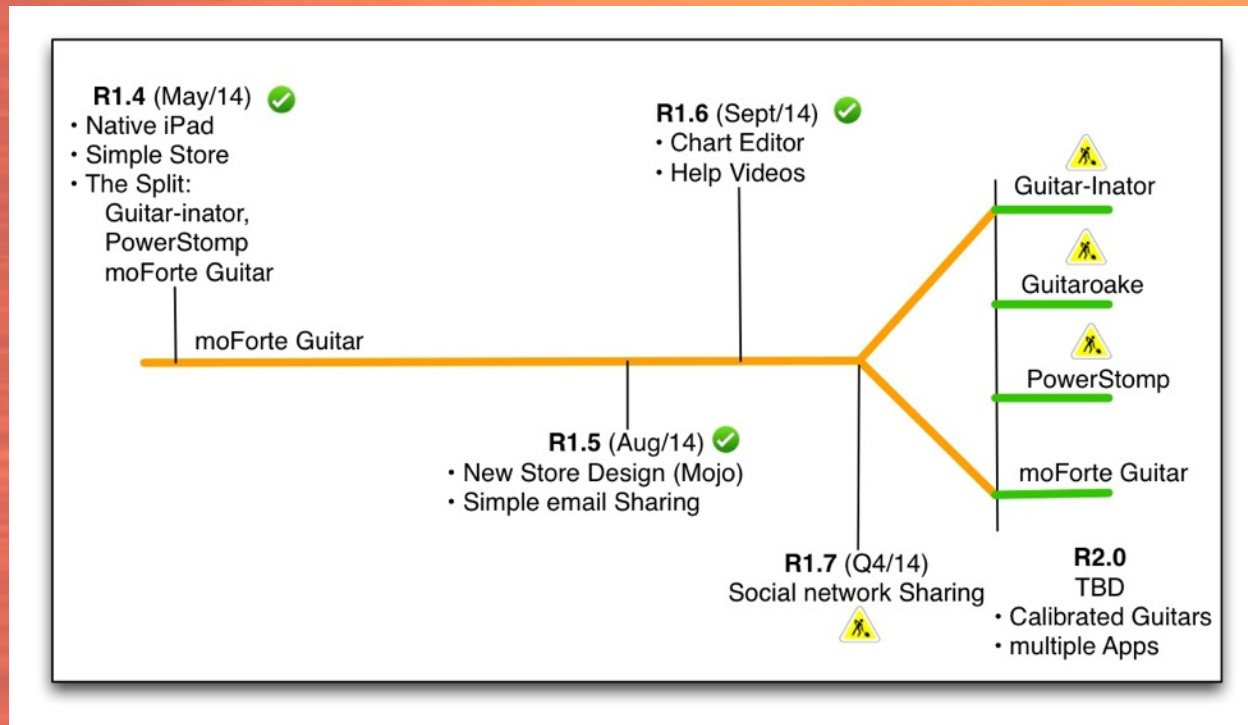 R1.4 (May/14)
• Native iPad
• Simple Store
• The Split:
Guitar-inator,
PowerStomp
moForte Guitar
moForte Guitar
R1.5 (Aug/14)
• New Store Design (Mojo)
• Simple email Sharing
R1.6 (Sept/14)
• Chart Editor
• Help Videos
R1.7 (Q4/14)
Social network Sharing
Guitar-Inator
Guitaroake
PowerStomp
moForte Guitar
R2.0
TBD
• Calibrated Guitars
• multiple Apps